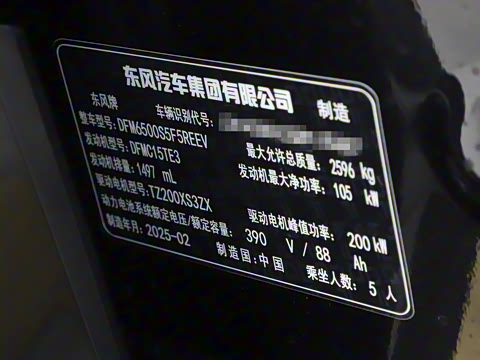 东风汽车集团有限公司 制造
东风牌 车辆识别代号:
整车型号: DFM6500S5F5REEV 最大允许总质量: 2596 kg
发动机型号: DFMC15TE3 发动机最大净功率: 105 kW
发动机排量: 1497 mL
驱动电机型号: TZ200XS3ZX 驱动电机峰值功率: 200 kW
动力电池系统额定电压/额定容量: 390 V / 88 Ah
制造年月: 2025-02 制造国: 中国 乘坐人数: 5 人